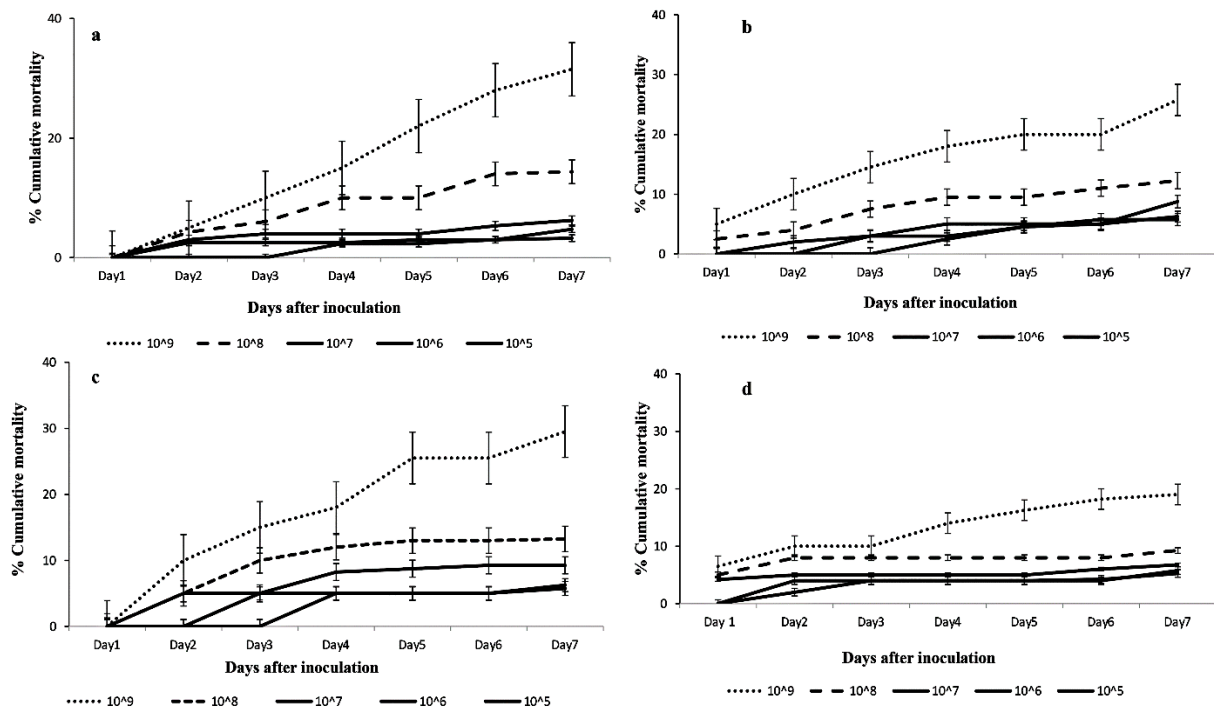 a
% Cumulative mortality
40
20
0
Day1 Day2 Day3 Day4 Day5 Day6 Day7
Days after inoculation
10^9 10^8 10^7 10^6 10^5
b
% Cumulative mortality
40
30
20
10
0
Day1 Day2 Day3 Day4 Day5 Day6 Day7
Days after inoculation
10^9 10^8 10^7 10^6 10^5
c
% Cumulative mortality
40
30
20
10
0
Day1 Day2 Day3 Day4 Day5 Day6 Day7
Days after inoculation
10^9 10^8 10^7 10^6 10^5
d
% Cumulative mortality
40
30
20
10
0
Day 1 Day2 Day3 Day4 Day5 Day6 Day7
Days after inoculation
10^9 10^8 10^7 10^6 10^5